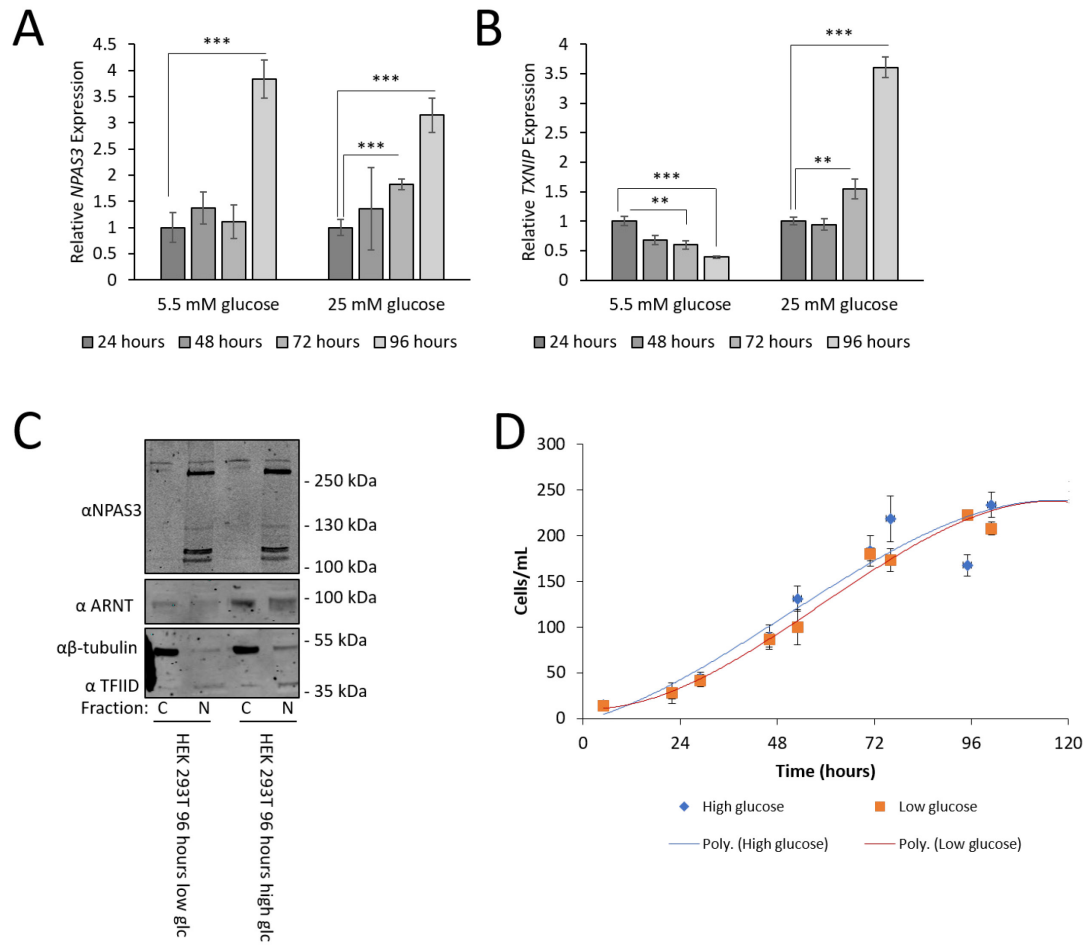 A
Relative NPAS3 Expression
4.5
4
3.5
3
2.5
2
1.5
1
0.5
0
***
***
***
5.5 mM glucose 25 mM glucose
24 hours 48 hours 72 hours 96 hours
B
Relative TXNIP Expression
4
3.5
3
2.5
2
1.5
1
0.5
0
***
**
***
**
5.5 mM glucose 25 mM glucose
24 hours 48 hours 72 hours 96 hours
C
αNPAS3
- 250 kDa
- 130 kDa
- 100 kDa
α ARNT
- 100 kDa
αβ-tubulin
- 55 kDa
α TFIID
- 35 kDa
Fraction: C N C N
HEK 293T 96 hours low glc
HEK 293T 96 hours high glc
D
Cells/mL
300
250
200
150
100
50
0
0 24 48 72 96 120
Time (hours)
High glucose Low glucose
Poly. (High glucose) Poly. (Low glucose)